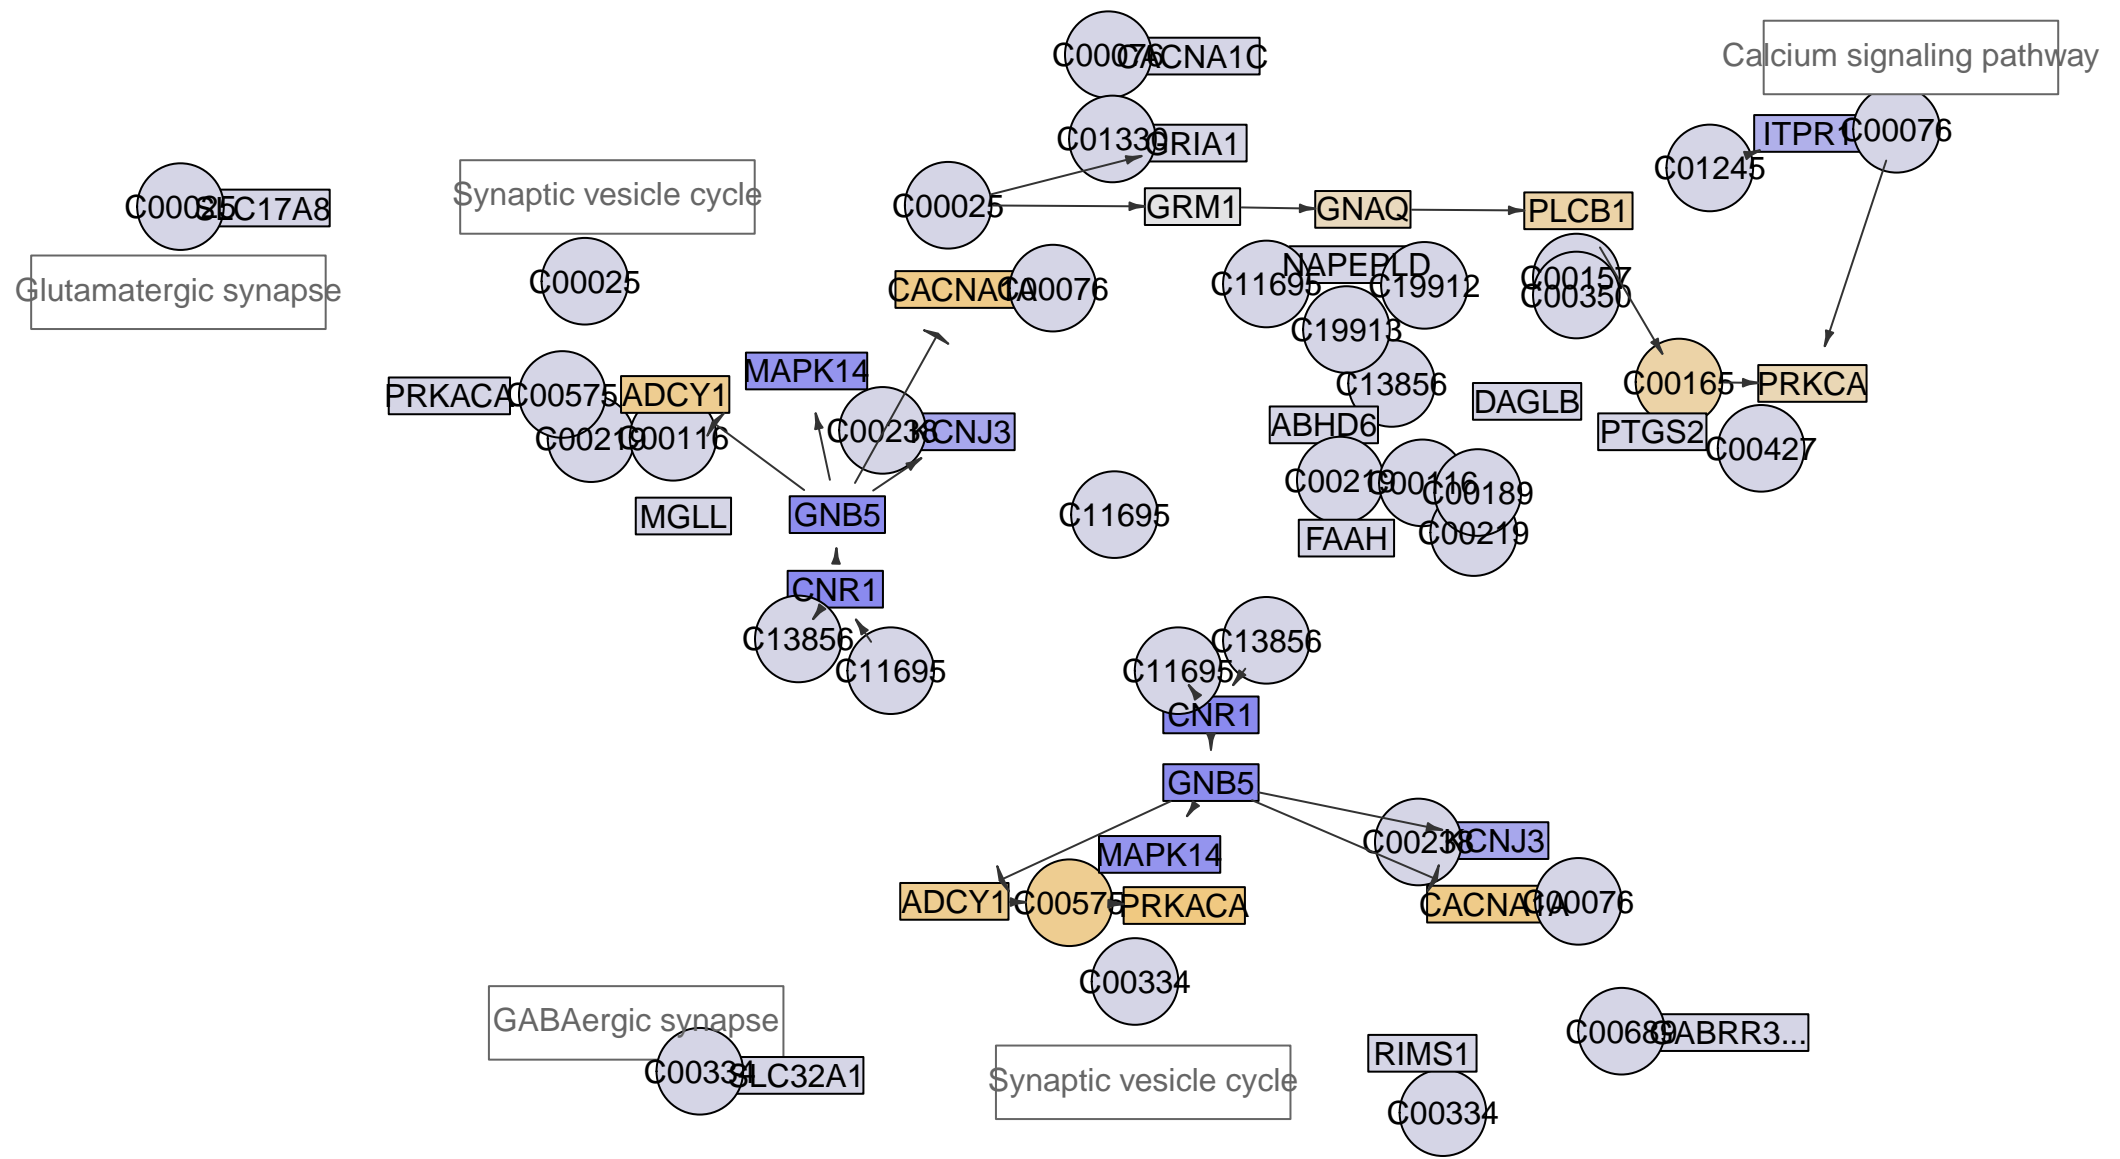 C00076
CACNA1C
Calcium signaling pathway
C01330
GRIA1
ITPR1
C00076
C01245
C00025
SLC17A8
Synaptic vesicle cycle
C00025
GRM1
GNAQ
PLCB1
Glutamatergic synapse
C00025
CACNA1A
C00076
C11695
NAPEPLD
C19912
C00157
C00350
C19913
MAPK14
PRKACA
C00575
ADCY1
C13856
DAGLB
C00165
PRKCA
C00219
C00116
C00238
KCNJ3
ABHD6
PTGS2
C00427
MGLL
GNB5
C11695
C00219
C00116
C00189
FAAH
C00219
CNR1
C13856
C11695
C11695
C13856
CNR1
GNB5
MAPK14
C00238
KCNJ3
ADCY1
C00575
PRKACA
CACNA1A
C00076
C00334
GABAergic synapse
C00334
SLC32A1
Synaptic vesicle cycle
RIMS1
C00334
C00689
GABRR3...